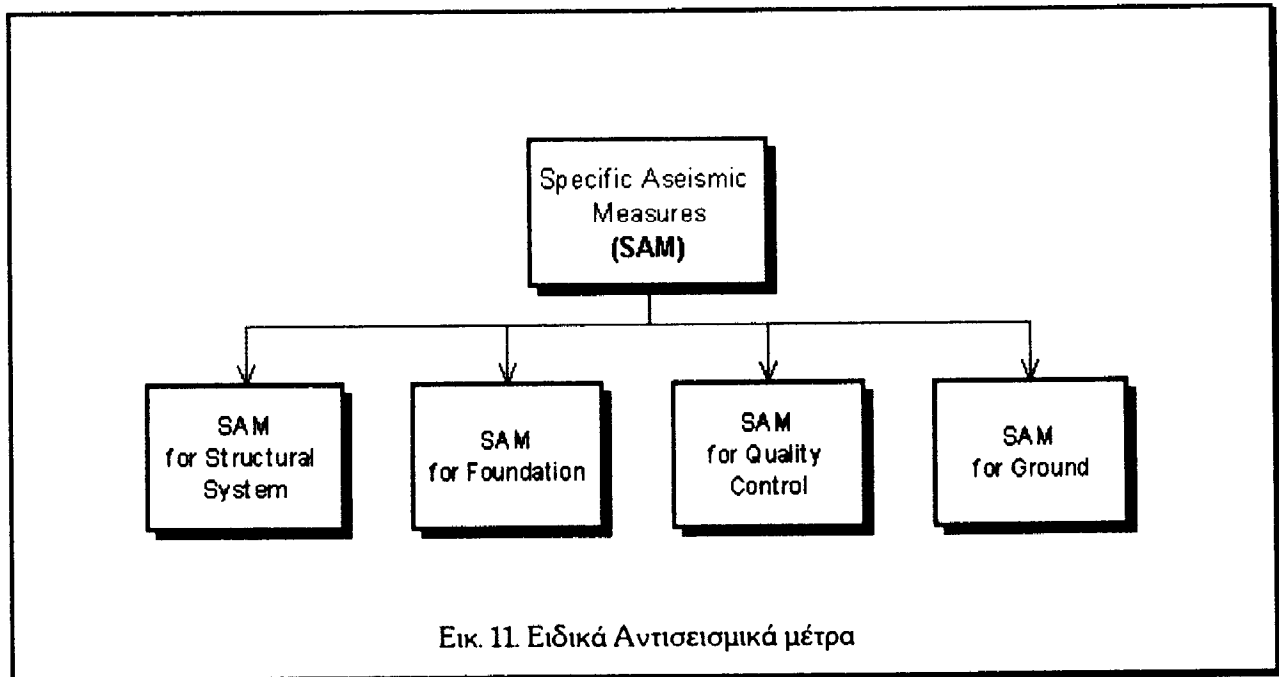 Specific Aseismic
Measures
(SAM)
SAM
for Structural
System
SAM
for Foundation
SAM
for Quality
Control
SAM
for Ground
Εικ. 11. Ειδικά Αντισεισμικά μέτρα